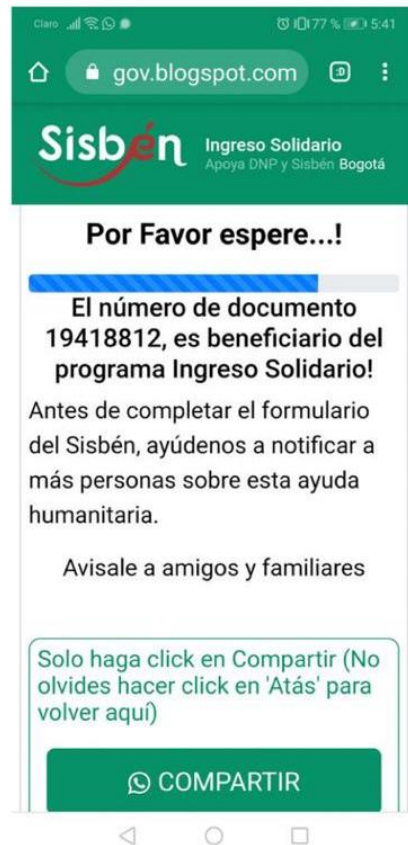 Claro
77 % 5:41
gov.blogspot.com :D
Sisbén Ingreso Solidario
Apoya DNP y Sisbén Bogotá
Por Favor espere...!
El número de documento
19418812, es beneficiario del
programa Ingreso Solidario!
Antes de completar el formulario
del Sisbén, ayúdenos a notificar a
más personas sobre esta ayuda
humanitaria.
Avisale a amigos y familiares
Solo haga click en Compartir (No
olvides hacer click en 'Atás' para
volver aquí)
COMPARTIR